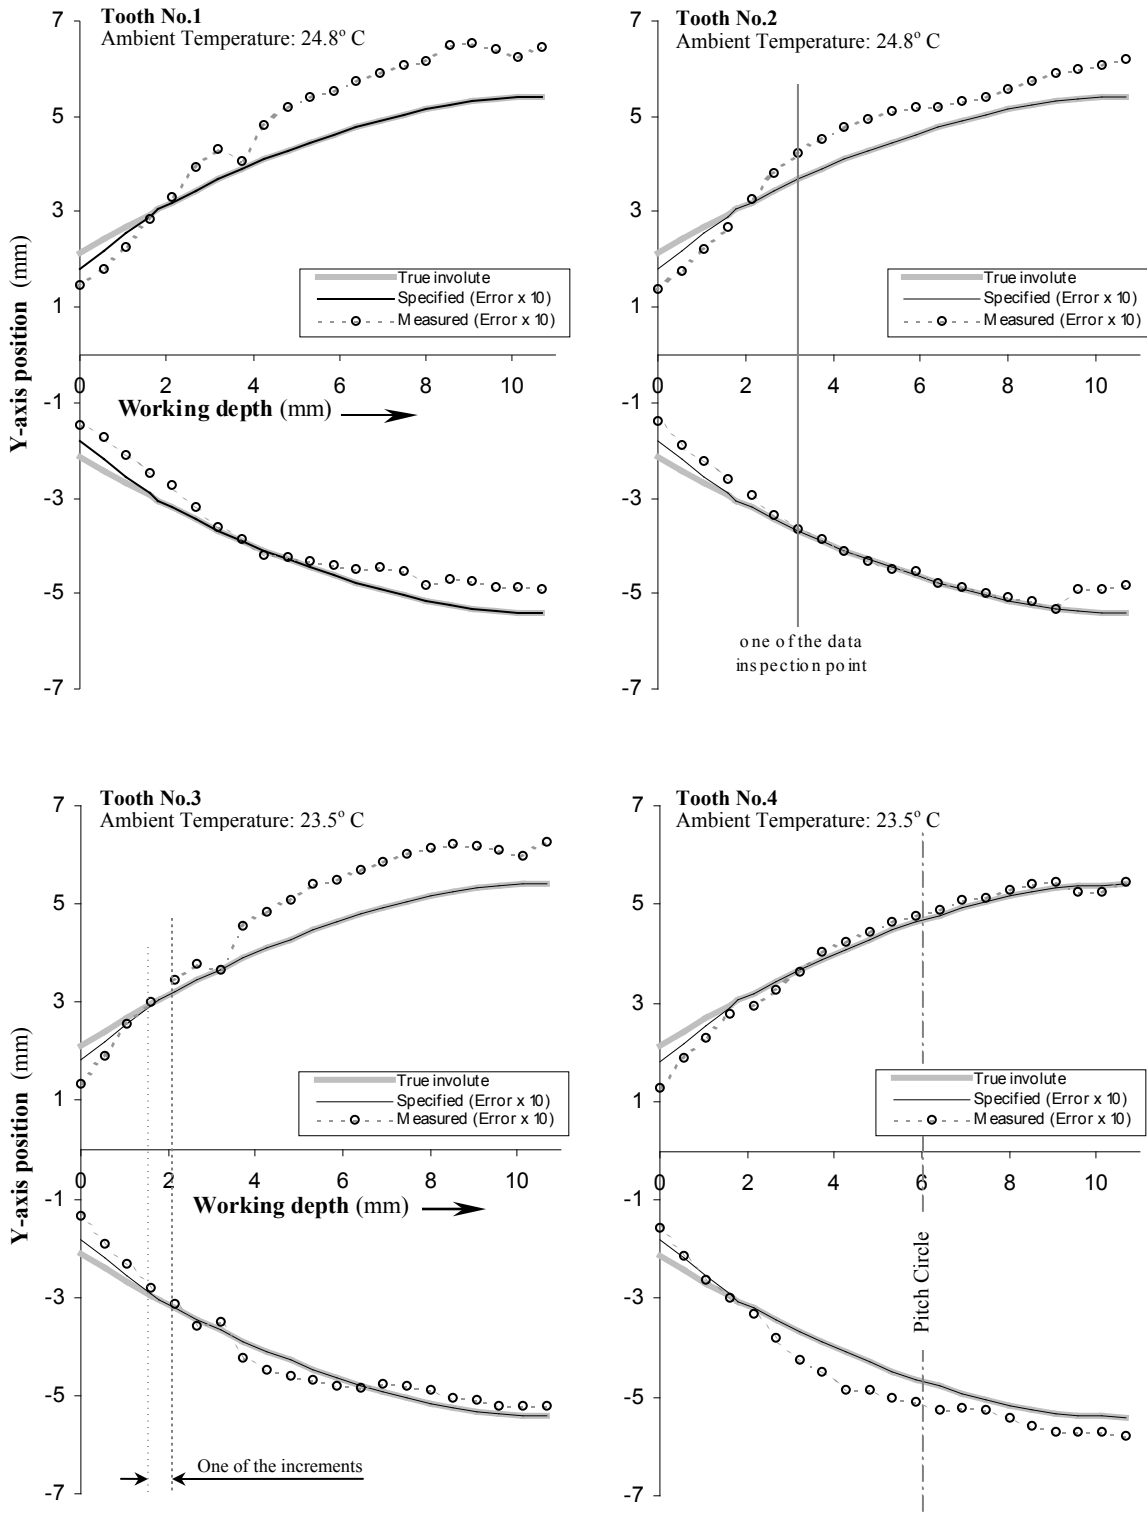 Tooth No.1
Ambient Temperature: 24.8° C
7
5
3
1
-1
-3
-5
-7
0 2 4 6 8 10
Y-axis position (mm)
True involute
Specified (Error x 10)
Measured (Error x 10)
Working depth (mm)
Tooth No.2
Ambient Temperature: 24.8° C
7
5
3
1
-1
-3
-5
-7
0 2 4 6 8 10
True involute
Specified (Error x 10)
Measured (Error x 10)
one of the data
inspection point
Tooth No.3
Ambient Temperature: 23.5° C
7
5
3
1
-1
-3
-5
-7
0 2 4 6 8 10
Y-axis position (mm)
True involute
Specified (Error x 10)
Measured (Error x 10)
Working depth (mm)
One of the increments
Tooth No.4
Ambient Temperature: 23.5° C
7
5
3
1
-1
-3
-5
-7
0 2 4 6 8 10
True involute
Specified (Error x 10)
Measured (Error x 10)
Pitch Circle